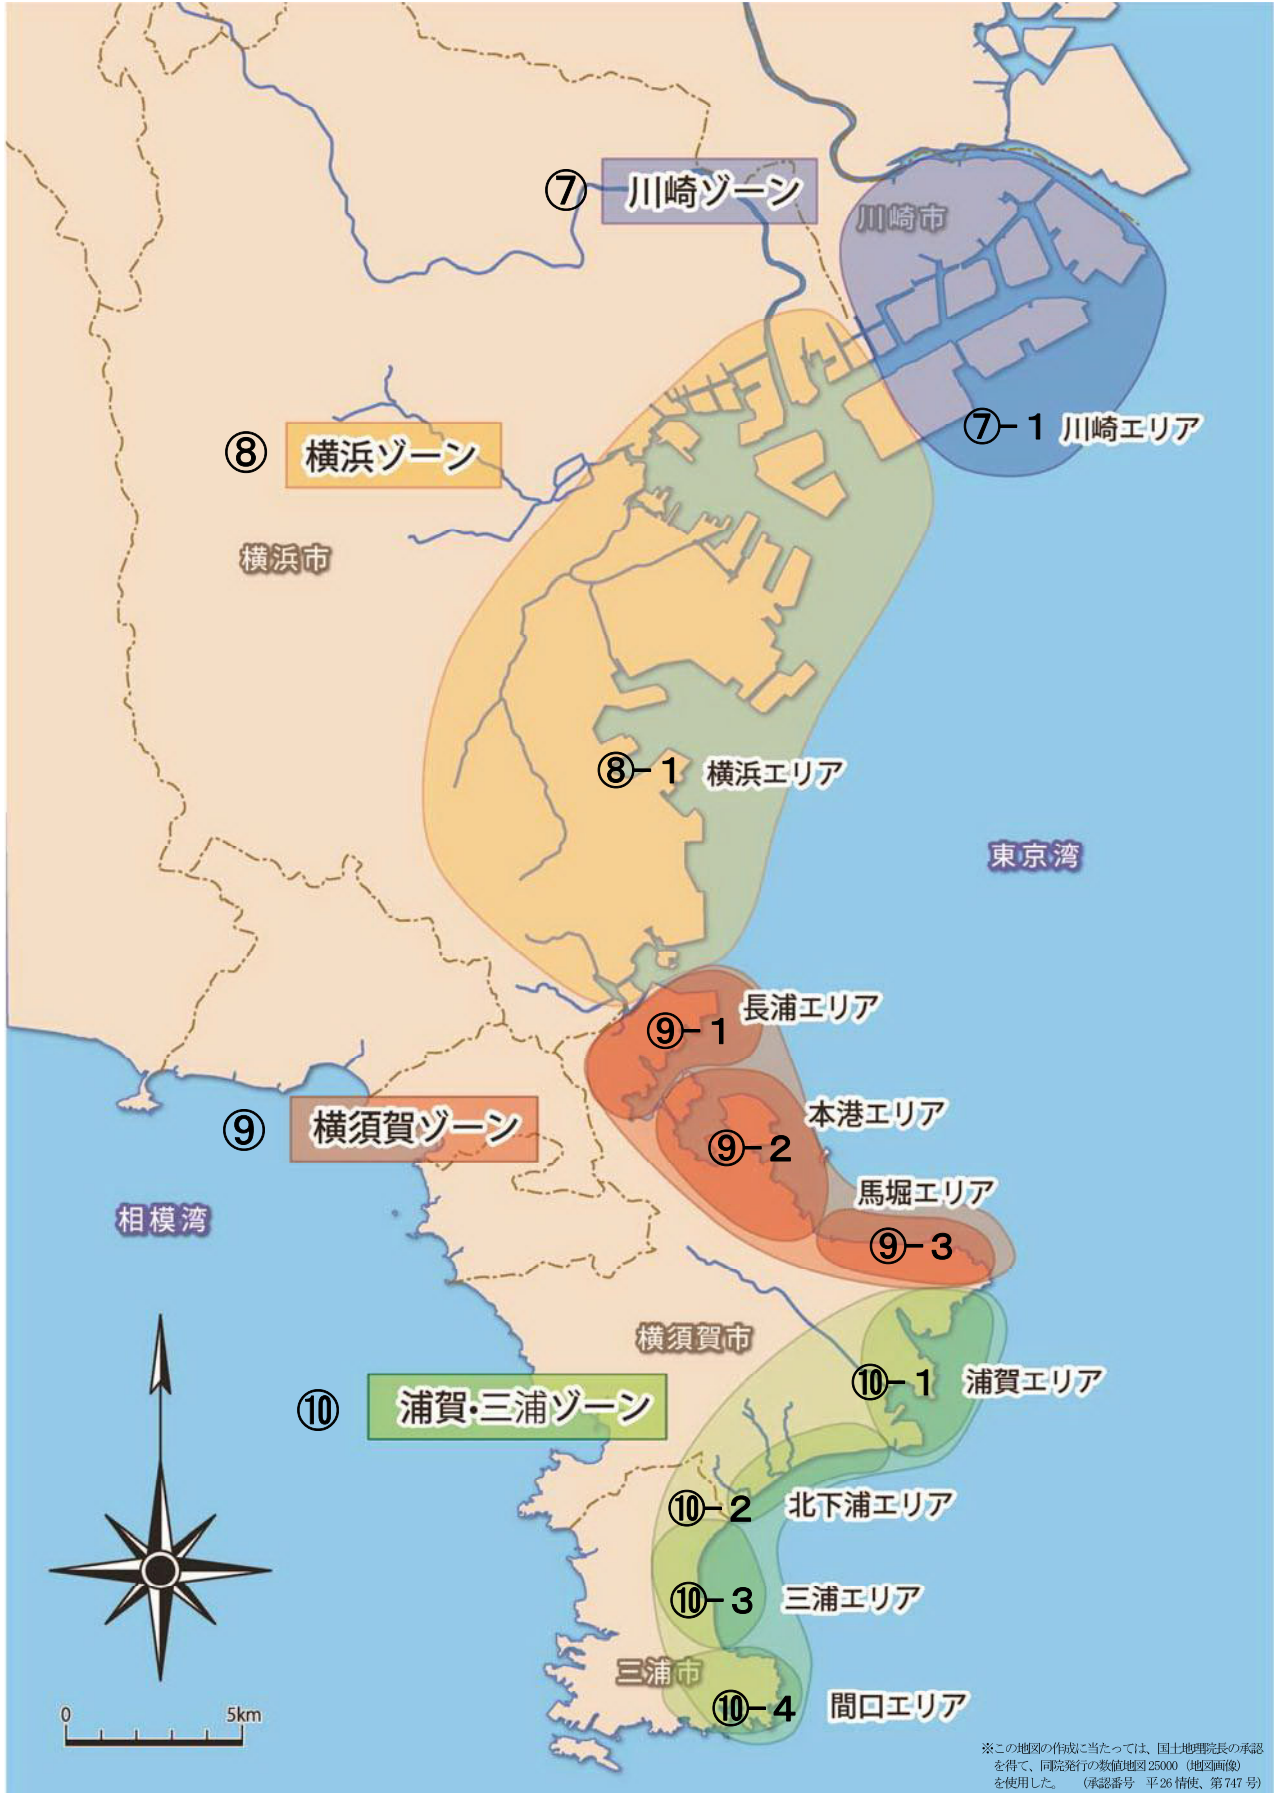 ⑦ 川崎ゾーン
川崎市
⑦-1 川崎エリア
⑧ 横浜ゾーン
横浜市
⑧-1 横浜エリア
東京湾
長浦エリア
⑨-1
⑨ 横須賀ゾーン
本港エリア
⑨-2
馬堀エリア
相模湾
⑨-3
横須賀市
⑩-1 浦賀エリア
⑩ 浦賀・三浦ゾーン
⑩-2 北下浦エリア
⑩-3 三浦エリア
三浦市
⑩-4 間口エリア
0 5km
※この地図の作成に当たっては、国土地理院長の承認
を得て、同院発行の数値地図25000（地図画像）
を使用した。　（承認番号　平26情使、第747号）